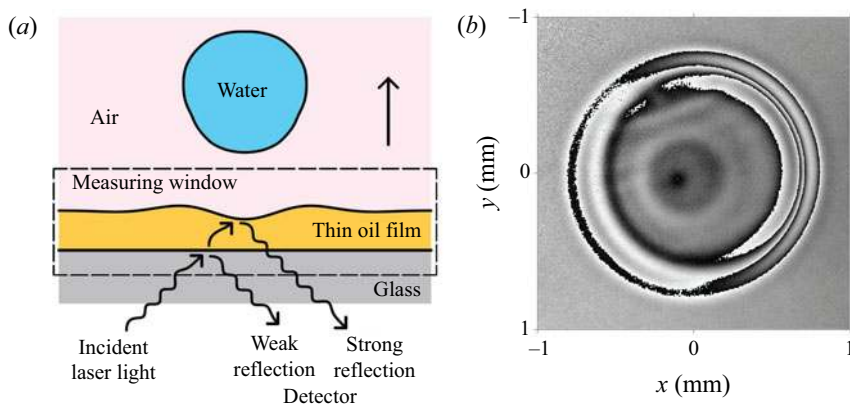 (a)
Water
Air
Measuring window
Thin oil film
Glass
Incident
laser light
Weak
reflection
Strong
reflection
Detector
(b)
–1
0
1
y (mm)
–1
0
1
x (mm)